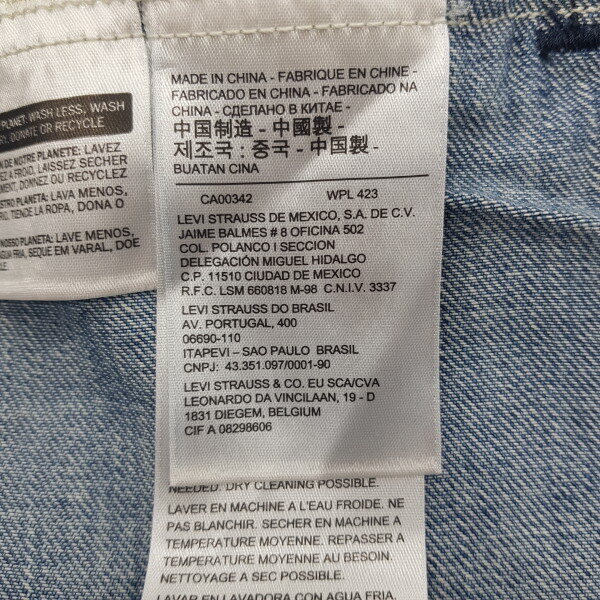 MADE IN CHINA - FABRIQUE EN CHINE -
FABRICADO EN CHINA - FABRICADO NA
CHINA - СДЕЛАНО В КИТАЕ -
中国制造 - 中國製 -
제조국 : 중국 - 中国製 -
BUATAN CINA
CA00342 WPL 423
LEVI STRAUSS DE MEXICO, S.A. DE C.V.
JAIME BALMES # 8 OFICINA 502
COL. POLANCO I SECCION
DELEGACIÓN MIGUEL HIDALGO
C.P. 11510 CIUDAD DE MEXICO
R.F.C. LSM 660818 M-98 C.N.I.V. 3337
LEVI STRAUSS DO BRASIL
AV. PORTUGAL, 400
06690-110
ITAPEVI – SAO PAULO BRASIL
CNPJ: 43.351.097/0001-90
LEVI STRAUSS & CO. EU SCA/CVA
LEONARDO DA VINCILAAN, 19 - D
1831 DIEGEM, BELGIUM
CIF A 08298606
PLANET: WASH LESS, WASH
DRY, DONATE OR RECYCLE
DE NOTRE PLANETE: LAVEZ
A FROID, LAISSEZ SECHER
DONNEZ OU RECYCLEZ
PLANETA: LAVA MENOS,
TIENDE LA ROPA, DONA O
NOSSO PLANETA: LAVE MENOS,
AGUA FRIA, SEQUE EM VARAL, DOE
NEEDED. DRY CLEANING POSSIBLE.
LAVER EN MACHINE A L'EAU FROIDE. NE
PAS BLANCHIR. SECHER EN MACHINE A
TEMPERATURE MOYENNE. REPASSER A
TEMPERATURE MOYENNE AU BESOIN.
NETTOYAGE A SEC POSSIBLE.
LAVAR EN LAVADORA CON AGUA FRIA.